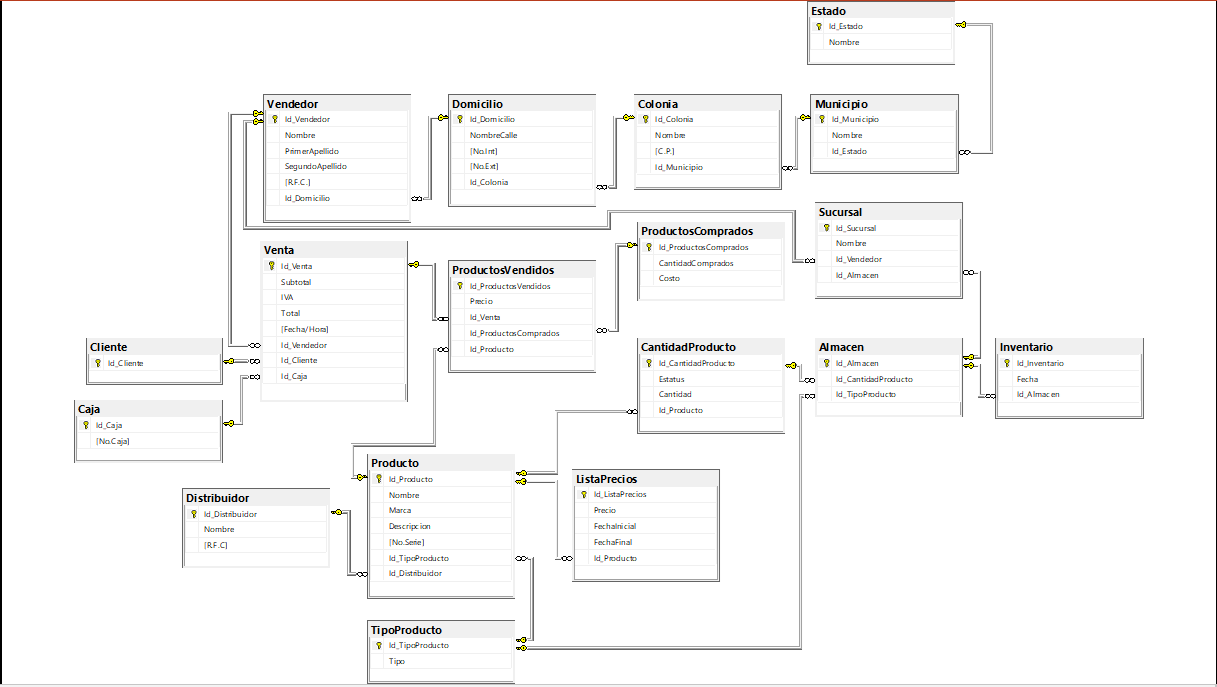 Estado
Id_Estado
Nombre
Vendedor
Id_Vendedor
Nombre
PrimerApellido
SegundoApellido
[R.F.C.]
Id_Domicilio
Domicilio
Id_Domicilio
NombreCalle
[No.Int]
[No.Ext]
Id_Colonia
Colonia
Id_Colonia
Nombre
[C.P.]
Id_Municipio
Municipio
Id_Municipio
Nombre
Id_Estado
Sucursal
Id_Sucursal
Nombre
Id_Vendedor
Id_Almacen
ProductosComprados
Id_ProductosComprados
CantidadComprados
Costo
Venta
Id_Venta
Subtotal
IVA
Total
[Fecha/Hora]
Id_Vendedor
Id_Cliente
Id_Caja
ProductosVendidos
Id_ProductosVendidos
Precio
Id_Venta
Id_ProductosComprados
Id_Producto
Cliente
Id_Cliente
CantidadProducto
Id_CantidadProducto
Estatus
Cantidad
Id_Producto
Almacen
Id_Almacen
Id_CantidadProducto
Id_TipoProducto
Inventario
Id_Inventario
Fecha
Id_Almacen
Caja
Id_Caja
[No.Caja]
Producto
Id_Producto
Nombre
Marca
Descripcion
[No.Serie]
Id_TipoProducto
Id_Distribuidor
ListaPrecios
Id_ListaPrecios
Precio
FechaInicial
FechaFinal
Id_Producto
Distribuidor
Id_Distribuidor
Nombre
[R.F.C]
TipoProducto
Id_TipoProducto
Tipo